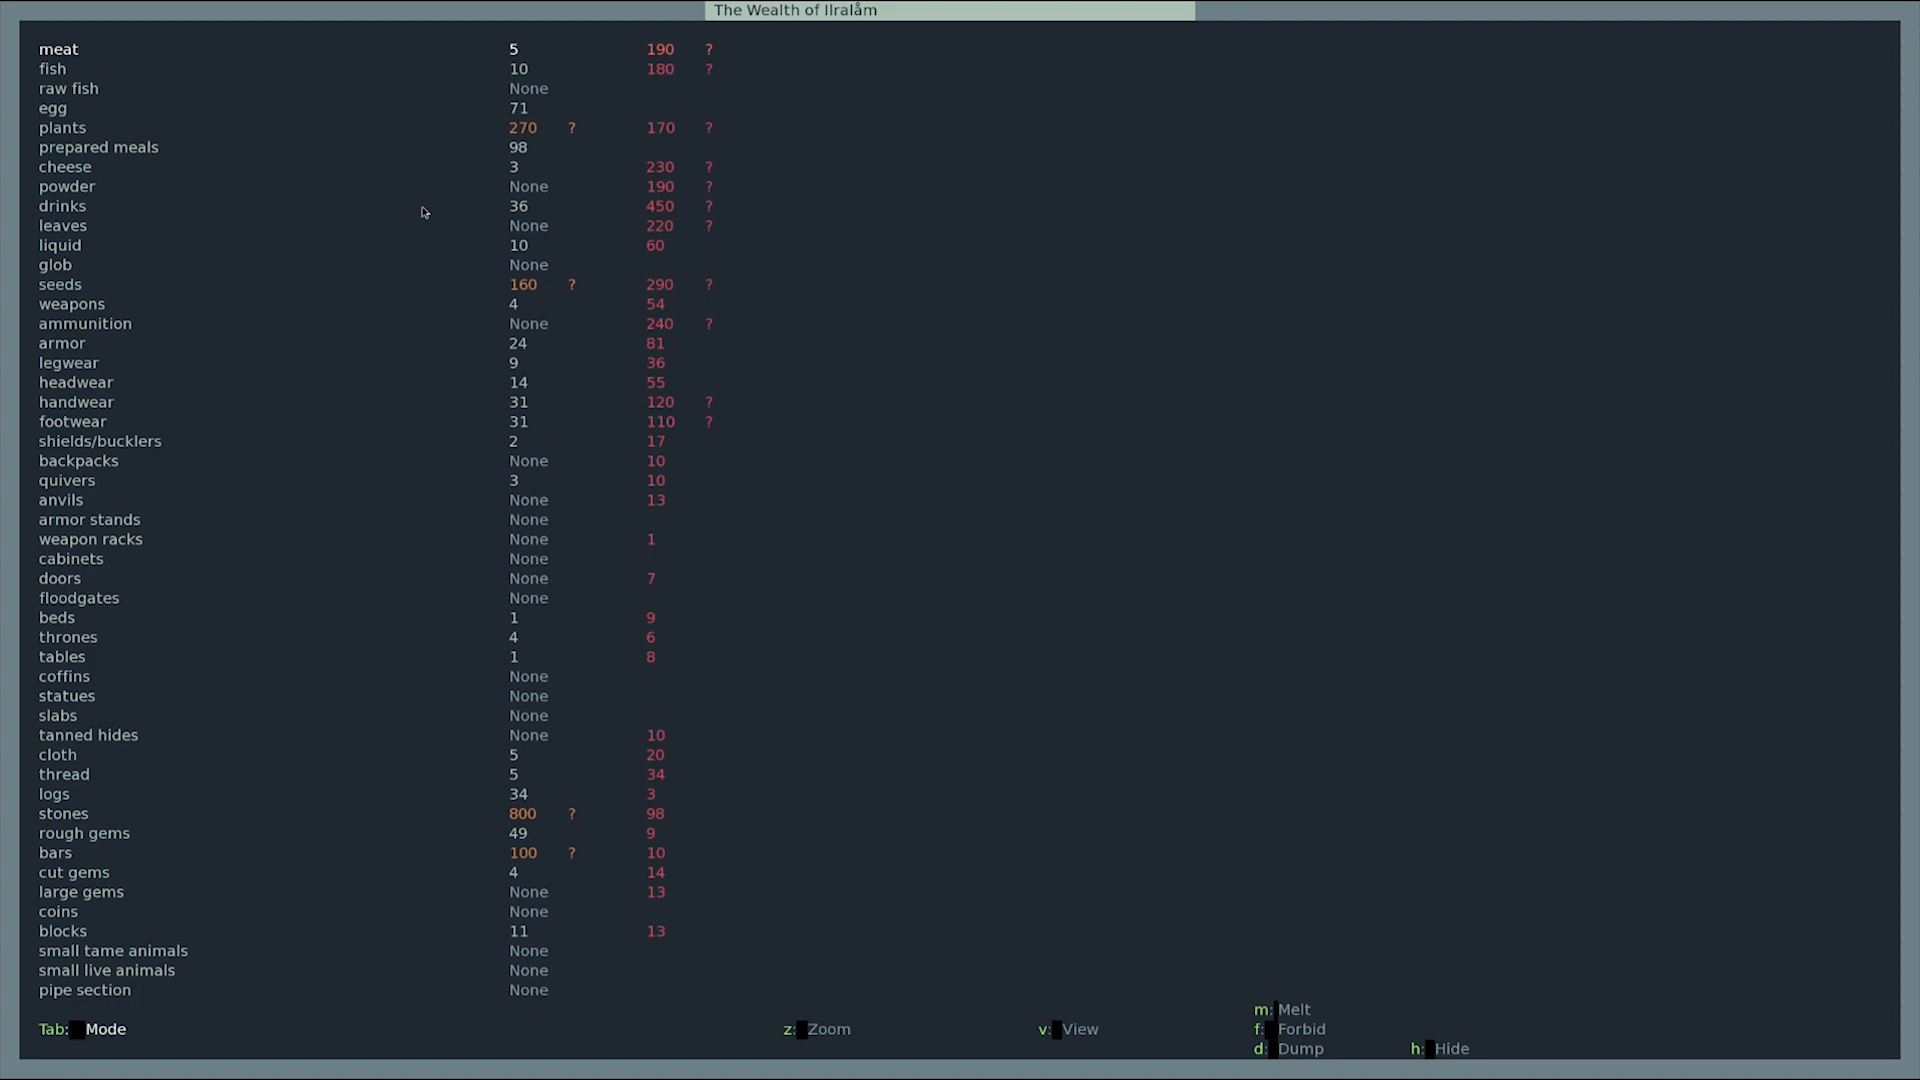 The Wealth of Ilralåm
meat 5 190 ?
fish 10 180 ?
raw fish None
egg 71
plants 270 ? 170 ?
prepared meals 98
cheese 3 230 ?
powder None 190 ?
drinks 36 450 ?
leaves None 220 ?
liquid 10 60
glob None
seeds 160 ? 290 ?
weapons 4 54
ammunition None 240 ?
armor 24 81
legwear 9 36
headwear 14 55
handwear 31 120 ?
footwear 31 110 ?
shields/bucklers 2 17
backpacks None 10
quivers 3 10
anvils None 13
armor stands None
weapon racks None 1
cabinets None
doors None 7
floodgates None
beds 1 9
thrones 4 6
tables 1 8
coffins None
statues None
slabs None
tanned hides None 10
cloth 5 20
thread 5 34
logs 34 3
stones 800 ? 98
rough gems 49 9
bars 100 ? 10
cut gems 4 14
large gems None 13
coins None
blocks 11 13
small tame animals None
small live animals None
pipe section None
m: Melt
Tab: Mode z: Zoom v: View f: Forbid
d: Dump h: Hide